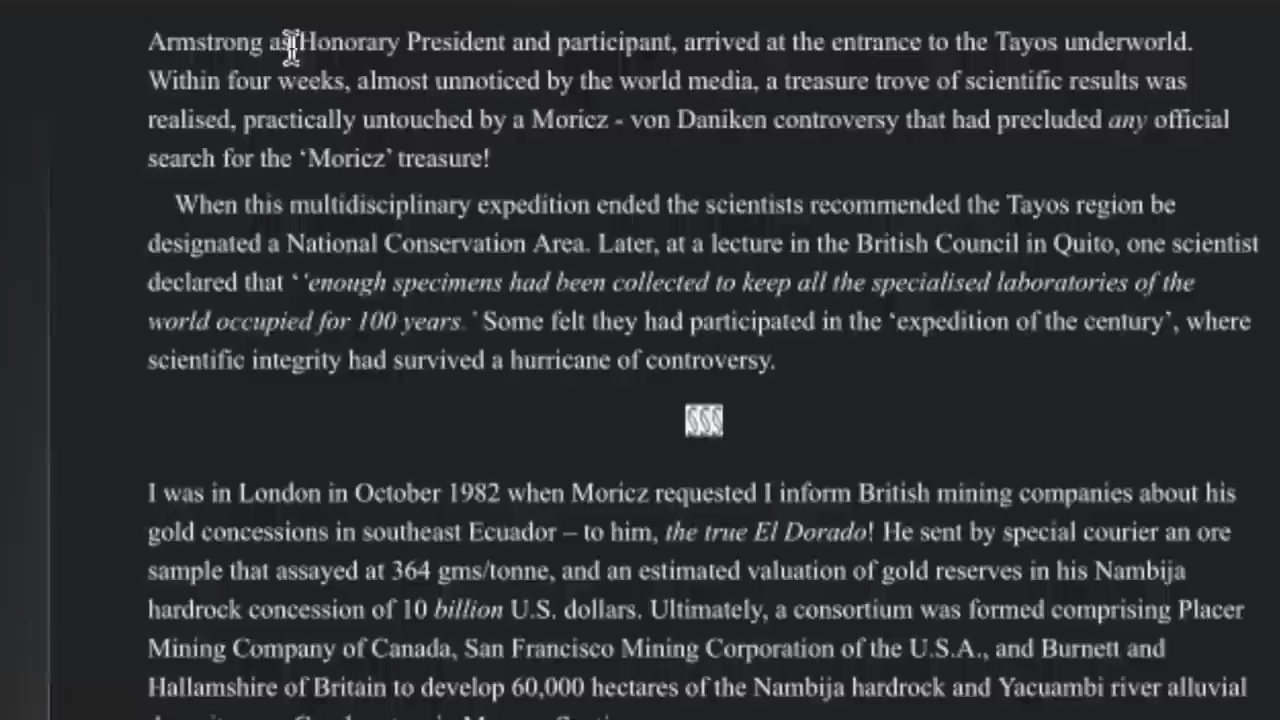 Armstrong as Honorary President and participant, arrived at the entrance to the Tayos underworld.
Within four weeks, almost unnoticed by the world media, a treasure trove of scientific results was
realised, practically untouched by a Moricz - von Daniken controversy that had precluded any official
search for the ‘Moricz’ treasure!
When this multidisciplinary expedition ended the scientists recommended the Tayos region be
designated a National Conservation Area. Later, at a lecture in the British Council in Quito, one scientist
declared that ‘ ‘enough specimens had been collected to keep all the specialised laboratories of the
world occupied for 100 years. ’ Some felt they had participated in the ‘expedition of the century’, where
scientific integrity had survived a hurricane of controversy.
§§§
I was in London in October 1982 when Moricz requested I inform British mining companies about his
gold concessions in southeast Ecuador – to him, the true El Dorado! He sent by special courier an ore
sample that assayed at 364 gms/tonne, and an estimated valuation of gold reserves in his Nambija
hardrock concession of 10 billion U.S. dollars. Ultimately, a consortium was formed comprising Placer
Mining Company of Canada, San Francisco Mining Corporation of the U.S.A., and Burnett and
Hallamshire of Britain to develop 60,000 hectares of the Nambija hardrock and Yacuambi river alluvial